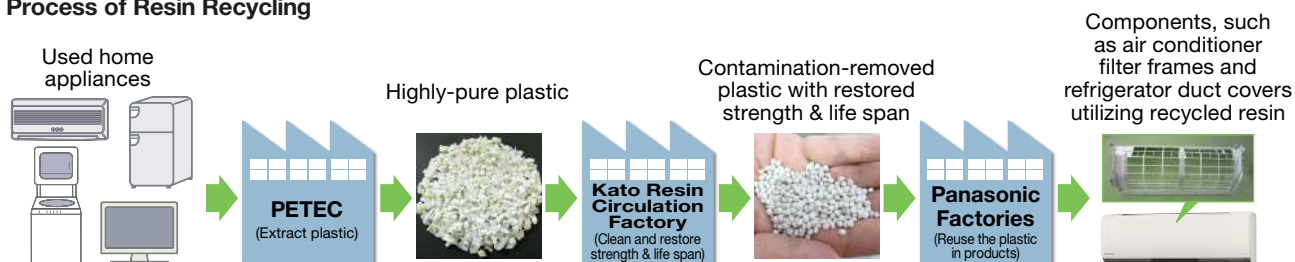 Process of Resin Recycling
Used home
appliances
PETEC
(Extract plastic)
Highly-pure plastic
Kato Resin
Circulation
Factory
(Clean and restore
strength & life span)
Contamination-removed
plastic with restored
strength & life span
Panasonic
Factories
(Reuse the plastic
in products)
Components, such
as air conditioner
filter frames and
refrigerator duct covers
utilizing recycled resin